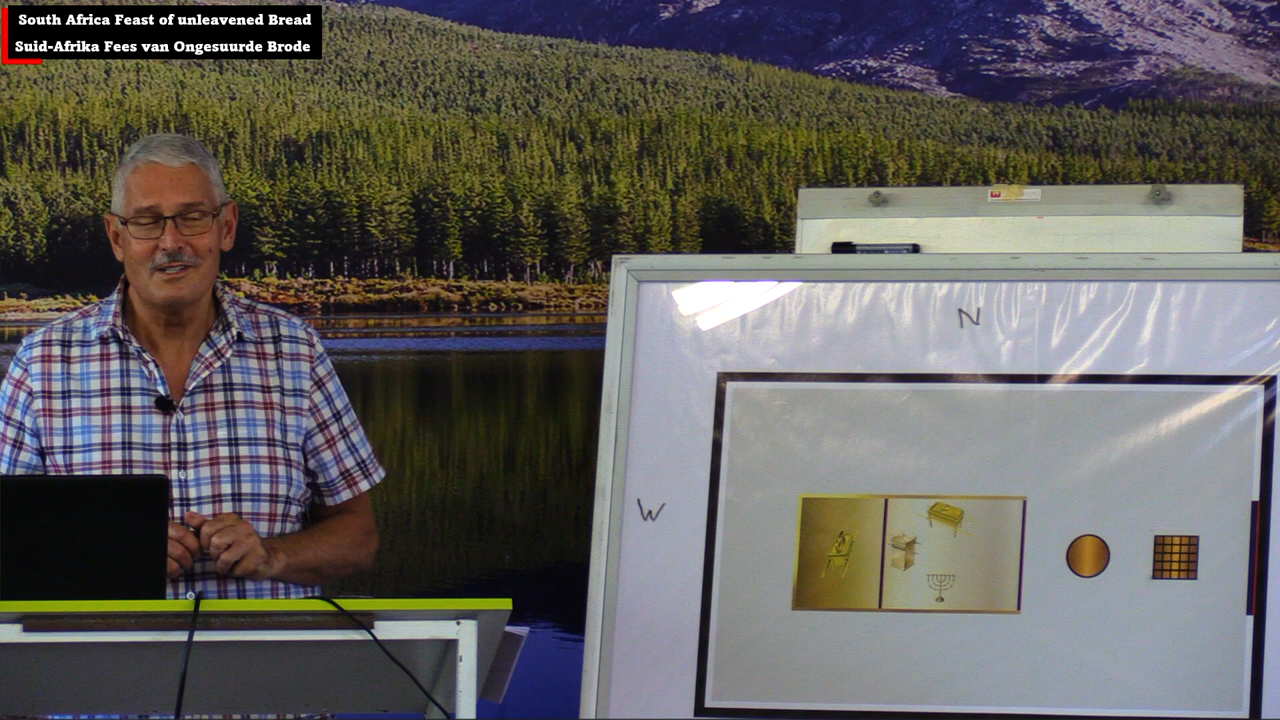 South Africa Feast of unleavened Bread
Suid-Afrika Fees van Ongesuurde Brode
N
W